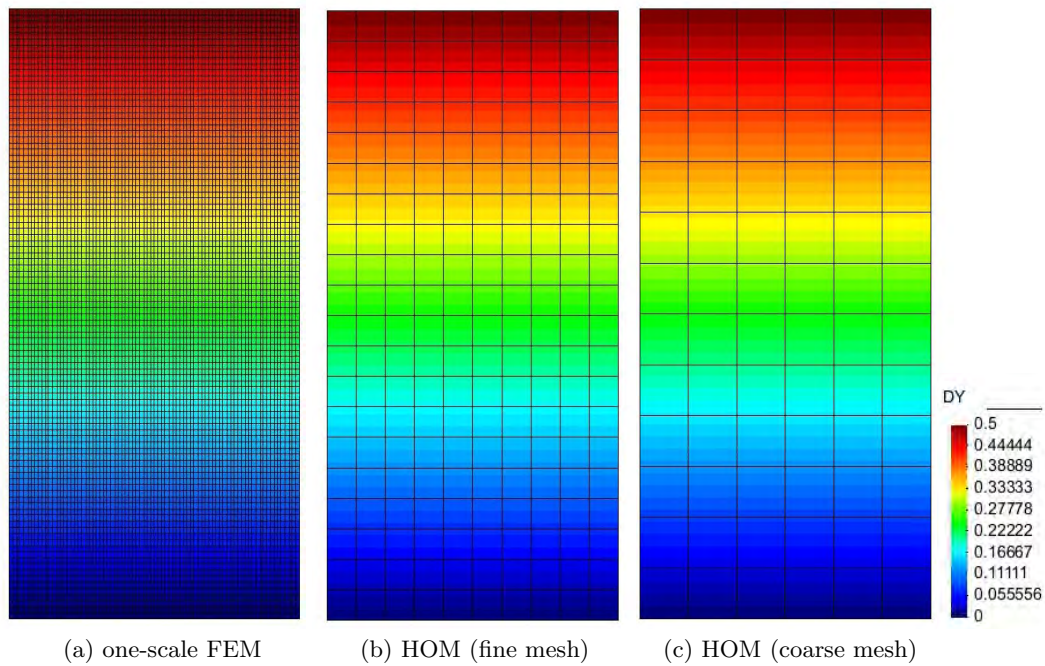 DY
0.5
0.44444
0.38889
0.33333
0.27778
0.22222
0.16667
0.11111
0.055556
0
(a) one-scale FEM
(b) HOM (fine mesh)
(c) HOM (coarse mesh)